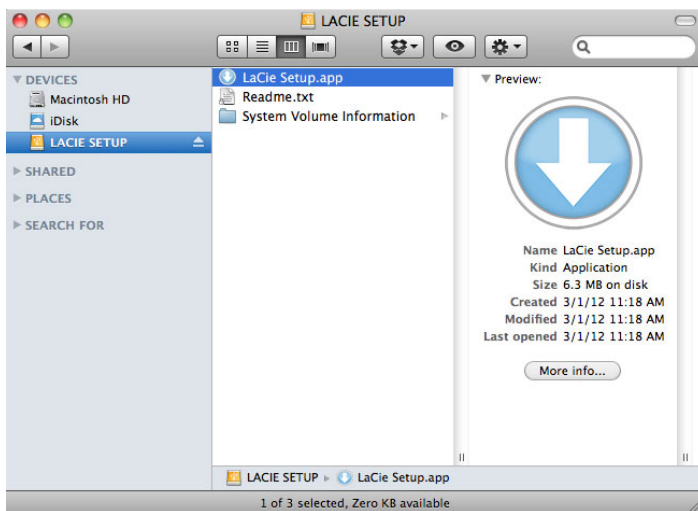 LACIE SETUP
DEVICES
Macintosh HD
iDisk
LACIE SETUP
SHARED
PLACES
SEARCH FOR
LaCie Setup.app
Readme.txt
System Volume Information
Preview:
Name LaCie Setup.app
Kind Application
Size 6.3 MB on disk
Created 3/1/12 11:18 AM
Modified 3/1/12 11:18 AM
Last opened 3/1/12 11:18 AM
More info...
LACIE SETUP LaCie Setup.app
1 of 3 selected, Zero KB available